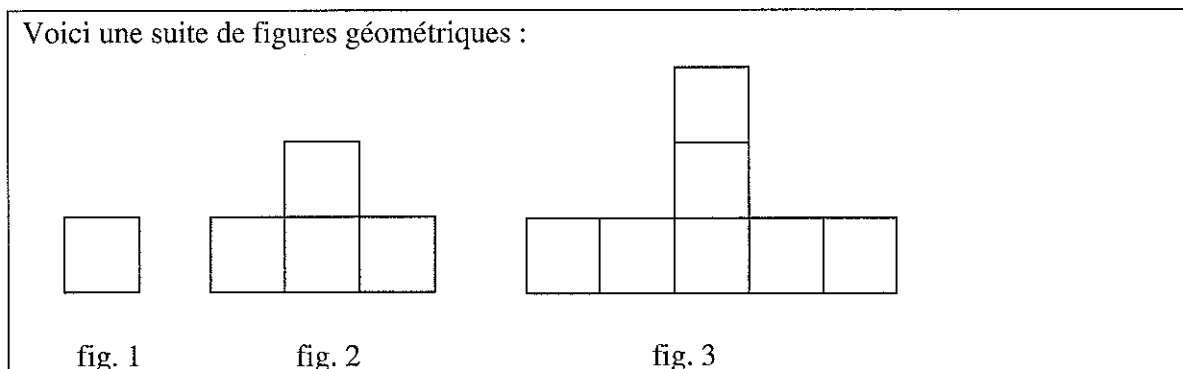 Voici une suite de figures géométriques :
fig. 1 fig. 2 fig. 3